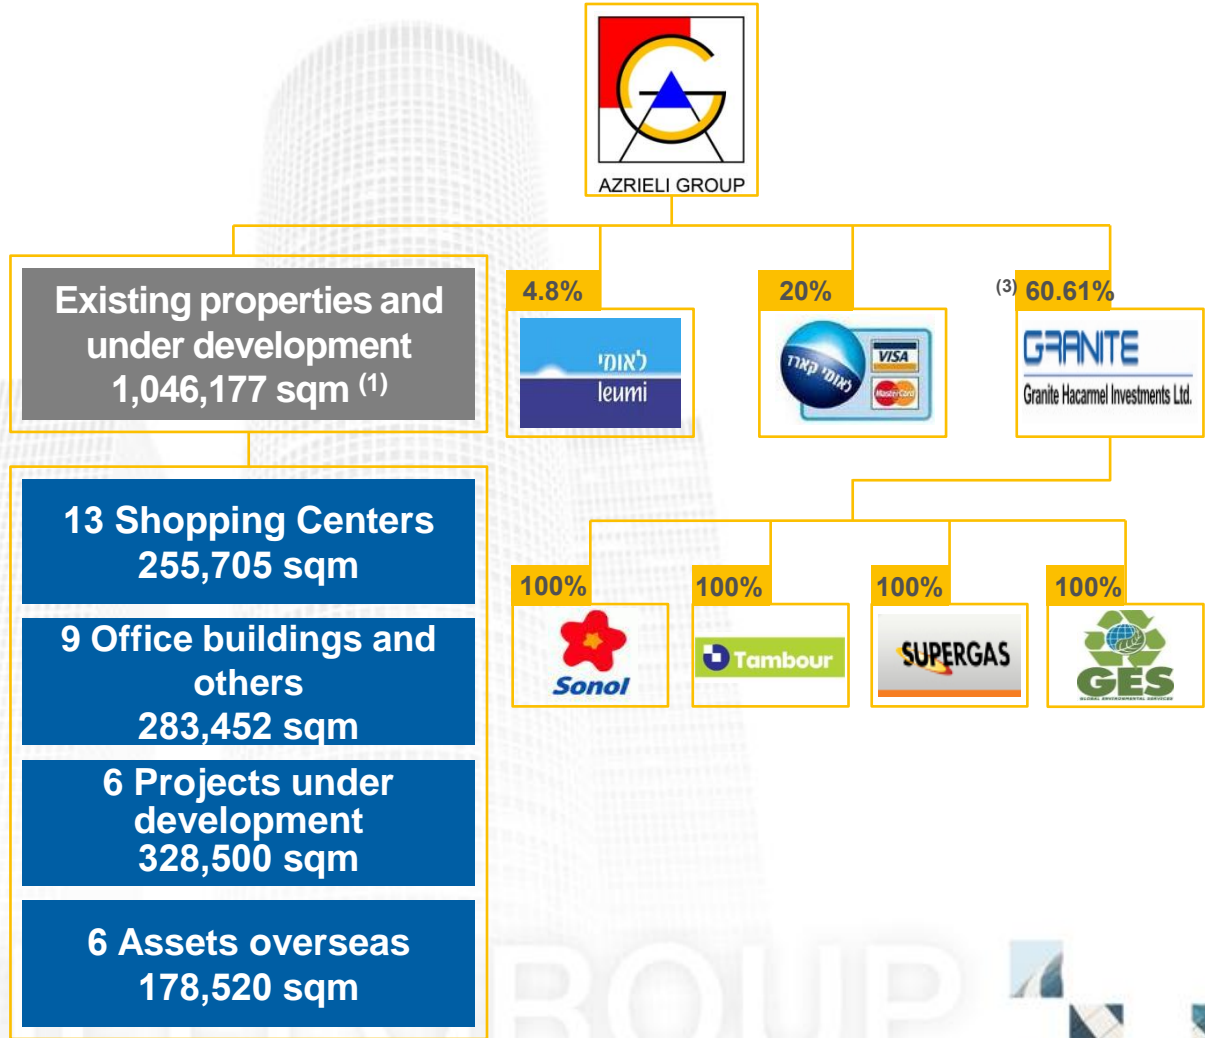 AZRIELI GROUP
Existing properties and
under development
1,046,177 sqm (1)
4.8%
לאומי
leumi
20%
לאומי קארד
VISA
MasterCard
(3) 60.61%
GRANITE
Granite Hacarmel Investments Ltd.
13 Shopping Centers
255,705 sqm
9 Office buildings and
others
283,452 sqm
6 Projects under
development
328,500 sqm
6 Assets overseas
178,520 sqm
100%
Sonol
100%
Tambour
100%
SUPERGAS
100%
GES
GLOBAL ENVIRONMENTAL SERVICES
GROUP